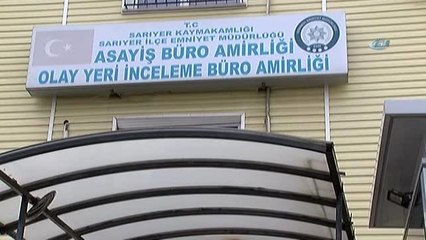 T.C
SARIYER KAYMAKAMLIĞI
SARIYER İLÇE EMNİYET MÜDÜRLÜĞÜ
ASAYİŞ BÜRO AMİRLİĞİ
OLAY YERİ İNCELEME BÜRO AMİRLİĞİ